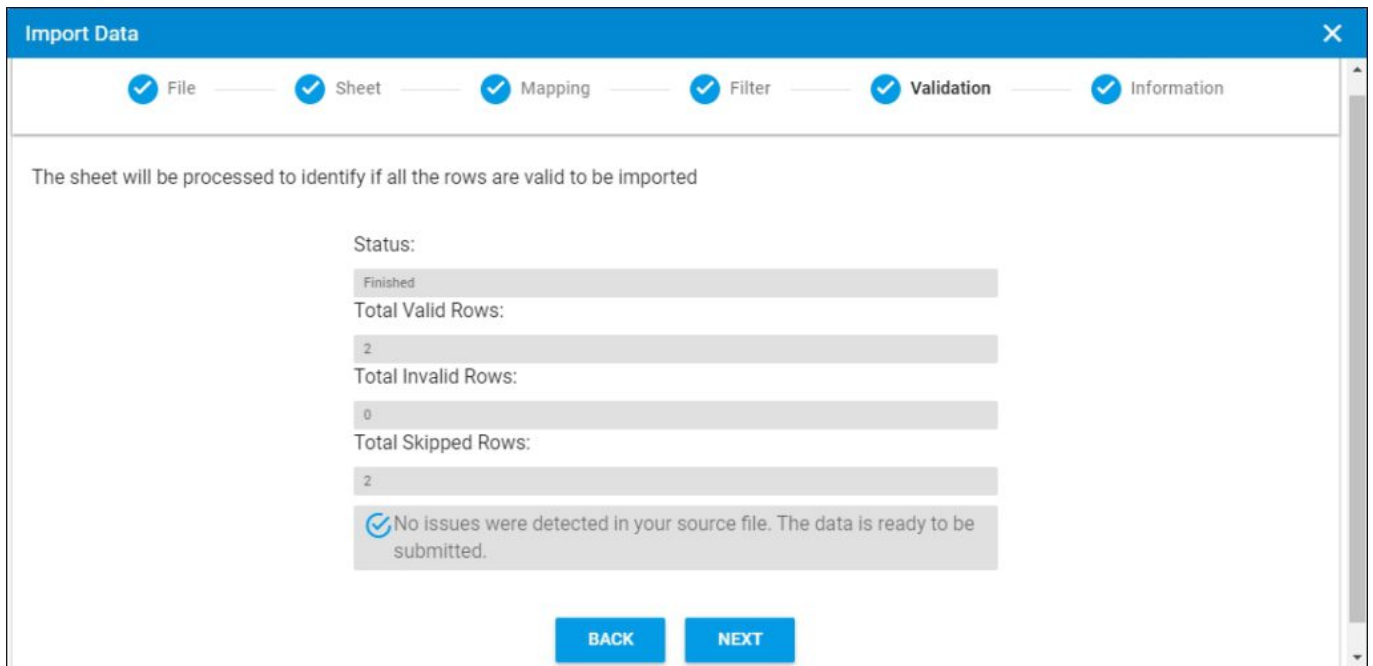 Import Data
File
Sheet
Mapping
Filter
Validation
Information
The sheet will be processed to identify if all the rows are valid to be imported
Status:
Finished
Total Valid Rows:
2
Total Invalid Rows:
0
Total Skipped Rows:
2
No issues were detected in your source file. The data is ready to be
submitted.
BACK
NEXT